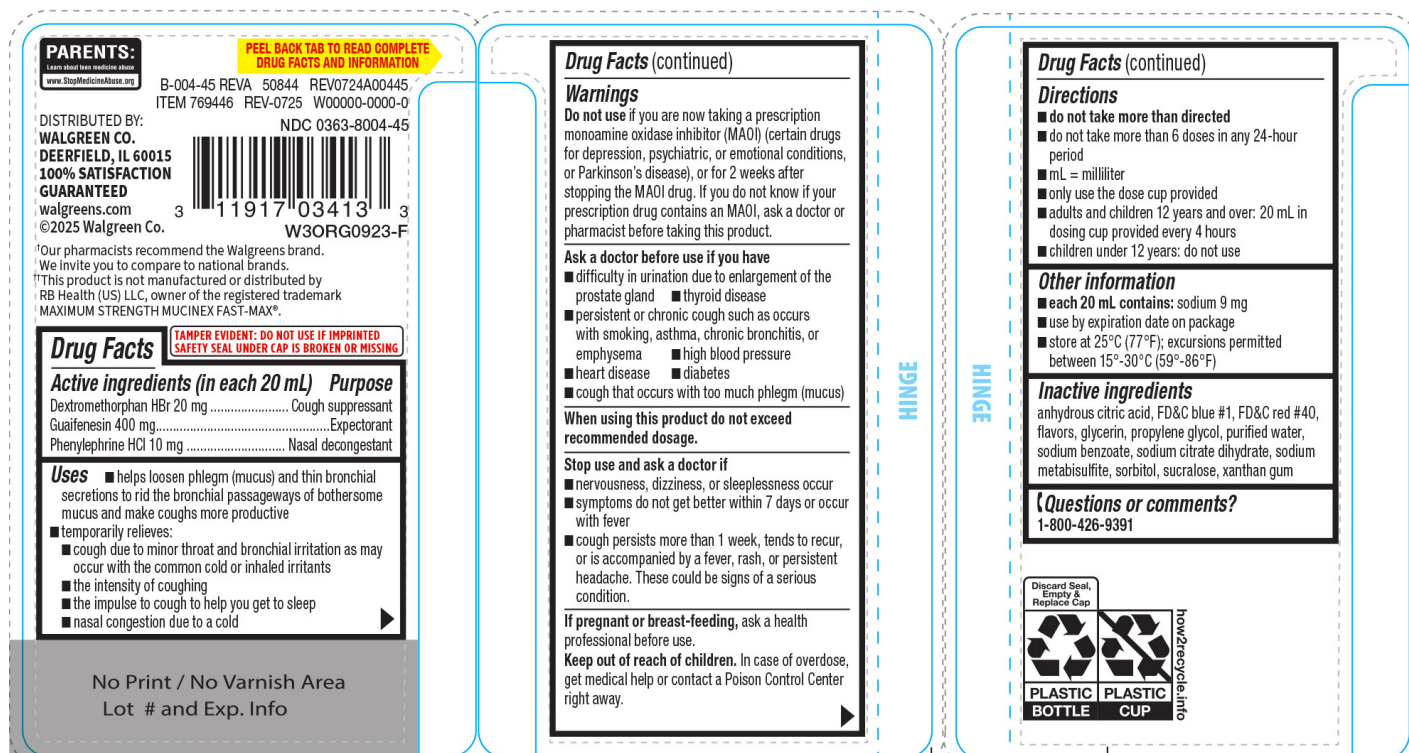 PARENTS:
Learn about teen medicine abuse
www.StopMedicineAbuse.org
PEEL BACK TAB TO READ COMPLETE
DRUG FACTS AND INFORMATION
B-004-45 REVA 50844 REV0724A00445
ITEM 769446 REV-0725 W00000-0000-0
DISTRIBUTED BY:
WALGREEN CO.
DEERFIELD, IL 60015
100% SATISFACTION
GUARANTEED
walgreens.com
©2025 Walgreen Co.
NDC 0363-8004-45
3 11917 03413 3
W3ORG0923-F
†Our pharmacists recommend the Walgreens brand.
We invite you to compare to national brands.
††This product is not manufactured or distributed by
RB Health (US) LLC, owner of the registered trademark
MAXIMUM STRENGTH MUCINEX FAST-MAX®.
Drug Facts
TAMPER EVIDENT: DO NOT USE IF IMPRINTED
SAFETY SEAL UNDER CAP IS BROKEN OR MISSING
Active ingredients (in each 20 mL) Purpose
Dextromethorphan HBr 20 mg ....................... Cough suppressant
Guaifenesin 400 mg...................................................Expectorant
Phenylephrine HCl 10 mg ............................. Nasal decongestant
Uses ■ helps loosen phlegm (mucus) and thin bronchial
secretions to rid the bronchial passageways of bothersome
mucus and make coughs more productive
■ temporarily relieves:
■ cough due to minor throat and bronchial irritation as may
occur with the common cold or inhaled irritants
■ the intensity of coughing
■ the impulse to cough to help you get to sleep
■ nasal congestion due to a cold
No Print / No Varnish Area
Lot # and Exp. Info
Drug Facts (continued)
Warnings
Do not use if you are now taking a prescription
monoamine oxidase inhibitor (MAOI) (certain drugs
for depression, psychiatric, or emotional conditions,
or Parkinson's disease), or for 2 weeks after
stopping the MAOI drug. If you do not know if your
prescription drug contains an MAOI, ask a doctor or
pharmacist before taking this product.
Ask a doctor before use if you have
■ difficulty in urination due to enlargement of the
prostate gland ■ thyroid disease
■ persistent or chronic cough such as occurs
with smoking, asthma, chronic bronchitis, or
emphysema ■ high blood pressure
■ heart disease ■ diabetes
■ cough that occurs with too much phlegm (mucus)
When using this product do not exceed
recommended dosage.
Stop use and ask a doctor if
■ nervousness, dizziness, or sleeplessness occur
■ symptoms do not get better within 7 days or occur
with fever
■ cough persists more than 1 week, tends to recur,
or is accompanied by a fever, rash, or persistent
headache. These could be signs of a serious
condition.
If pregnant or breast-feeding, ask a health
professional before use.
Keep out of reach of children. In case of overdose,
get medical help or contact a Poison Control Center
right away.
HINGE
HINGE
Drug Facts (continued)
Directions
■ do not take more than directed
■ do not take more than 6 doses in any 24-hour
period
■ mL = milliliter
■ only use the dose cup provided
■ adults and children 12 years and over: 20 mL in
dosing cup provided every 4 hours
■ children under 12 years: do not use
Other information
■ each 20 mL contains: sodium 9 mg
■ use by expiration date on package
■ store at 25°C (77°F); excursions permitted
between 15°-30°C (59°-86°F)
Inactive ingredients
anhydrous citric acid, FD&C blue #1, FD&C red #40,
flavors, glycerin, propylene glycol, purified water,
sodium benzoate, sodium citrate dihydrate, sodium
metabisulfite, sorbitol, sucralose, xanthan gum
Questions or comments?
1-800-426-9391
Discard Seal,
Empty &
Replace Cap
PLASTIC
BOTTLE
PLASTIC
CUP
how2recycle.info